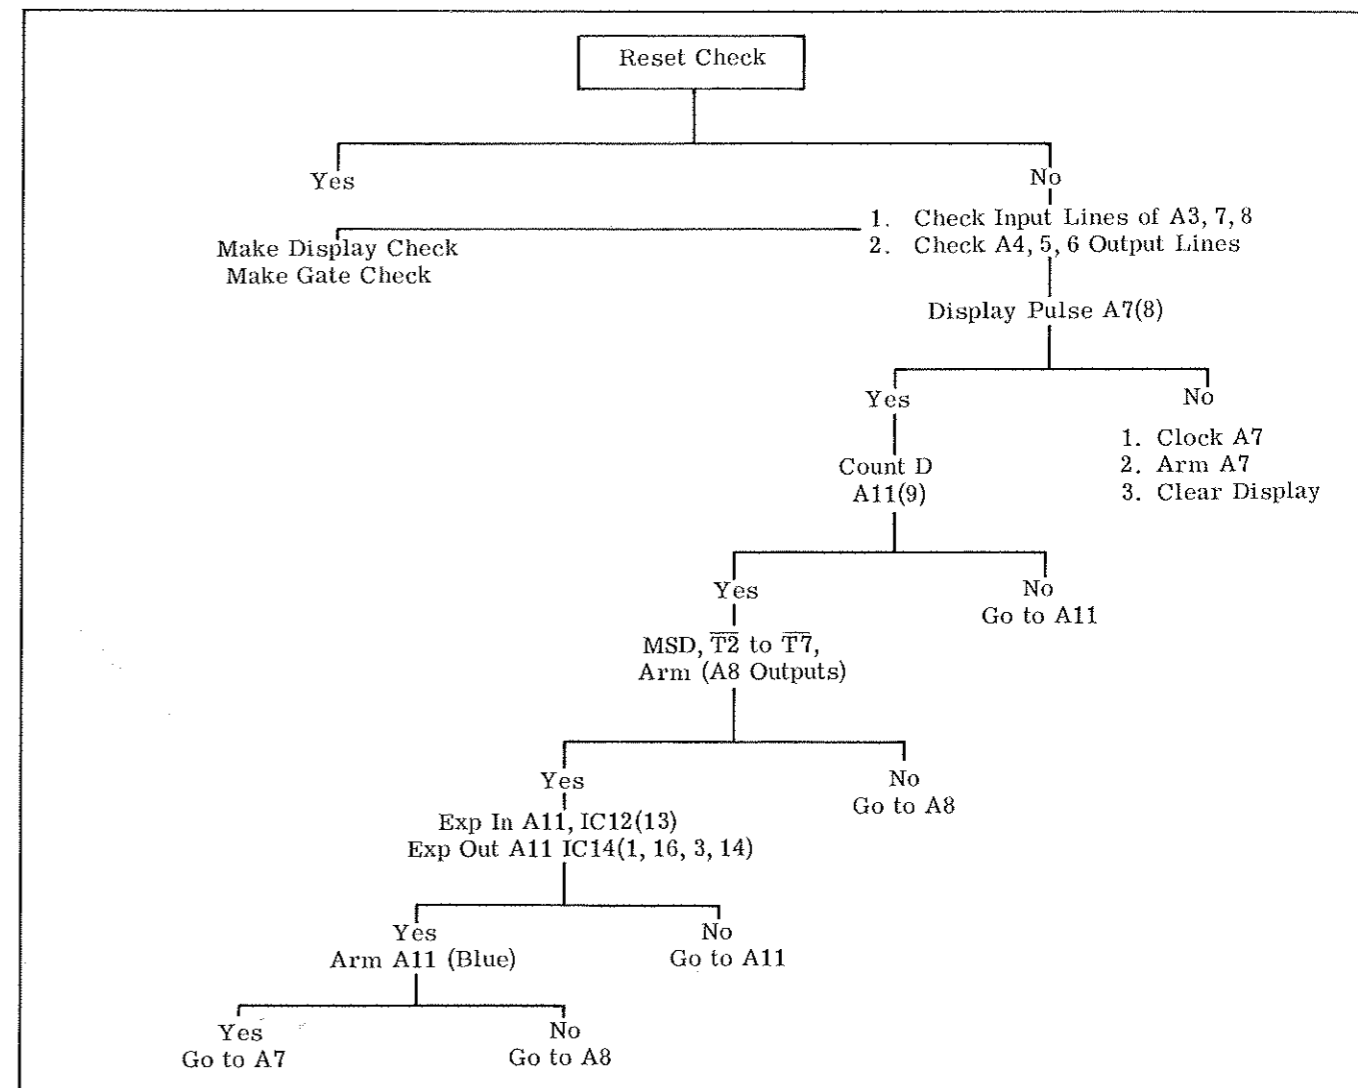 Reset Check
Yes
No
1. Check Input Lines of A3, 7, 8
2. Check A4, 5, 6 Output Lines
Make Display Check
Make Gate Check
Display Pulse A7(8)
Yes
No
1. Clock A7
2. Arm A7
3. Clear Display
Count D
A11(9)
Yes
No
Go to A11
MSD, T̅2̅ to T̅7̅,
Arm (A8 Outputs)
Yes
No
Go to A8
Exp In A11, IC12(13)
Exp Out A11 IC14(1, 16, 3, 14)
Yes
No
Arm A11 (Blue)
Go to A11
Yes
No
Go to A7
Go to A8